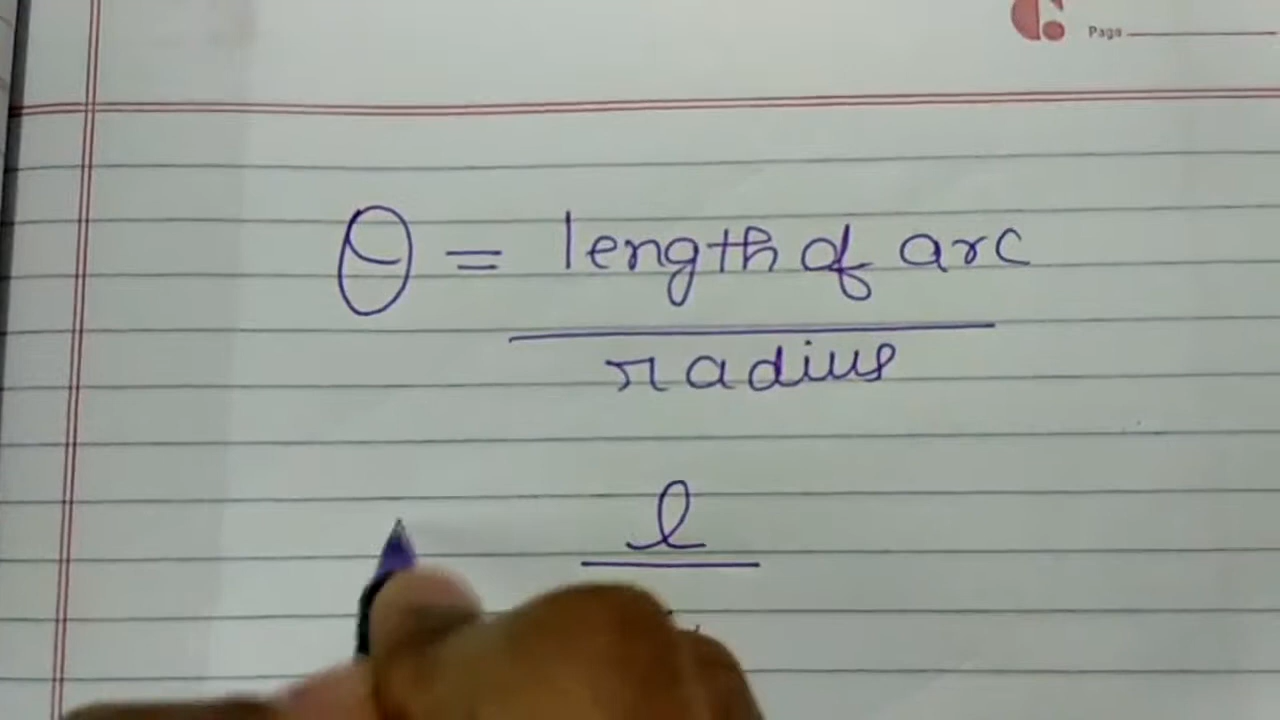 Page
θ = length of arc
radius
l